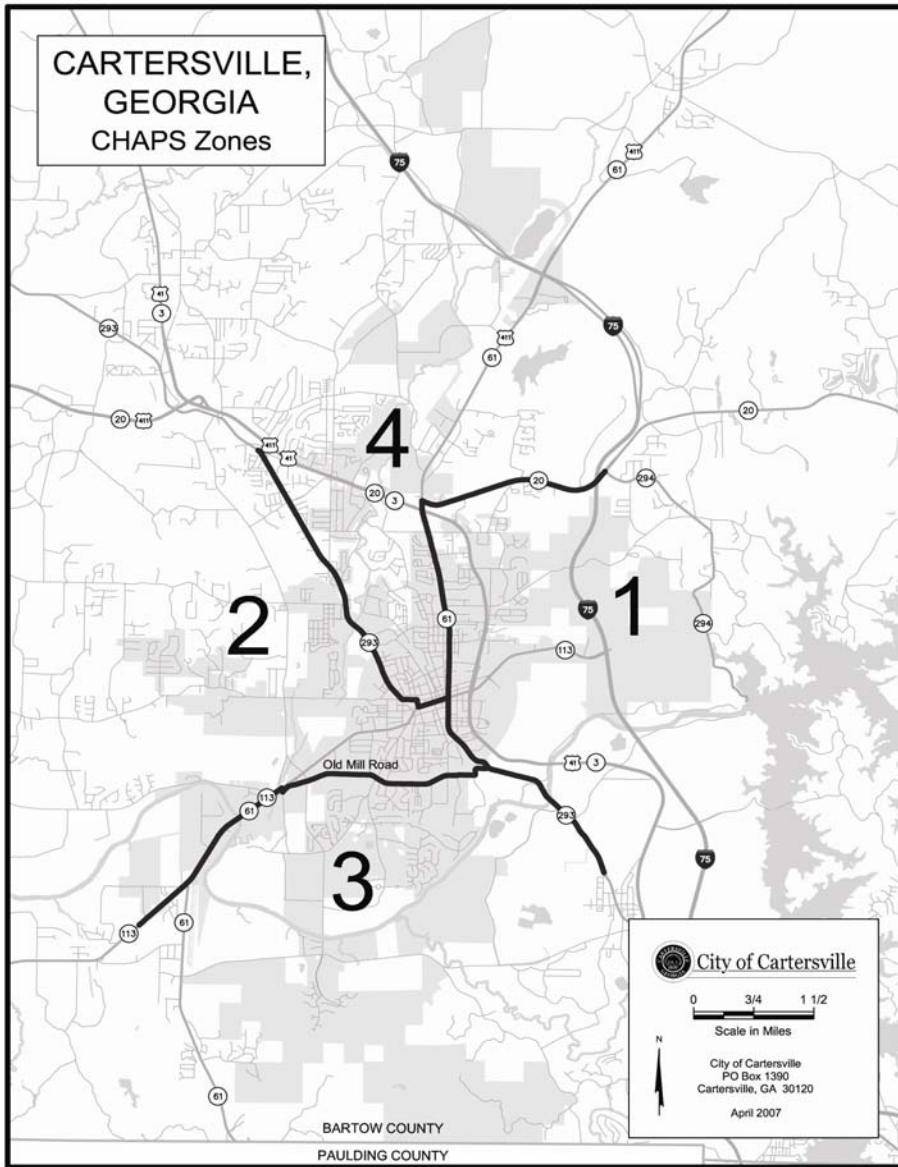 CARTERSVILLE,
GEORGIA
CHAPS Zones
75
411
61
41
3
75
293
411
61
20
411
20
4
411
41
20
3
20
294
2
1
61
75
294
293
113
Old Mill Road
41
3
113
61
293
3
75
61
113
City of Cartersville
0 3/4 1 1/2
Scale in Miles
N
City of Cartersville
PO Box 1390
Cartersville, GA 30120
April 2007
61
BARTOW COUNTY
PAULDING COUNTY